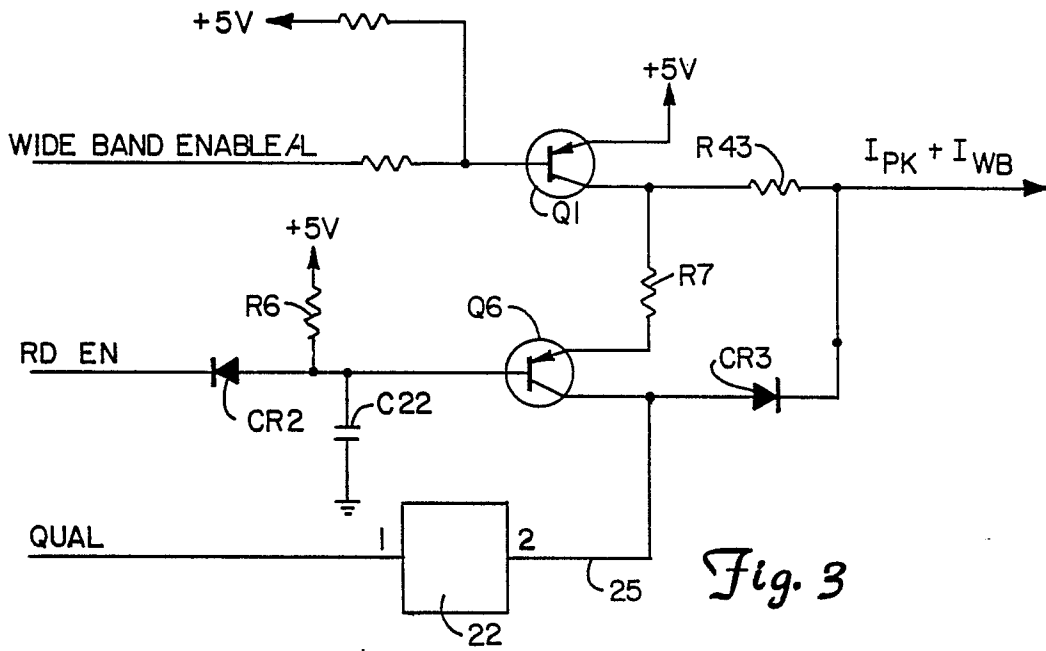 +5V
+5V
WIDE BAND ENABLE/L
R43
I_PK + I_WB
Q1
+5V
R7
R6
Q6
RD EN
CR3
CR2
C22
QUAL
1
2
25
22
Fig. 3